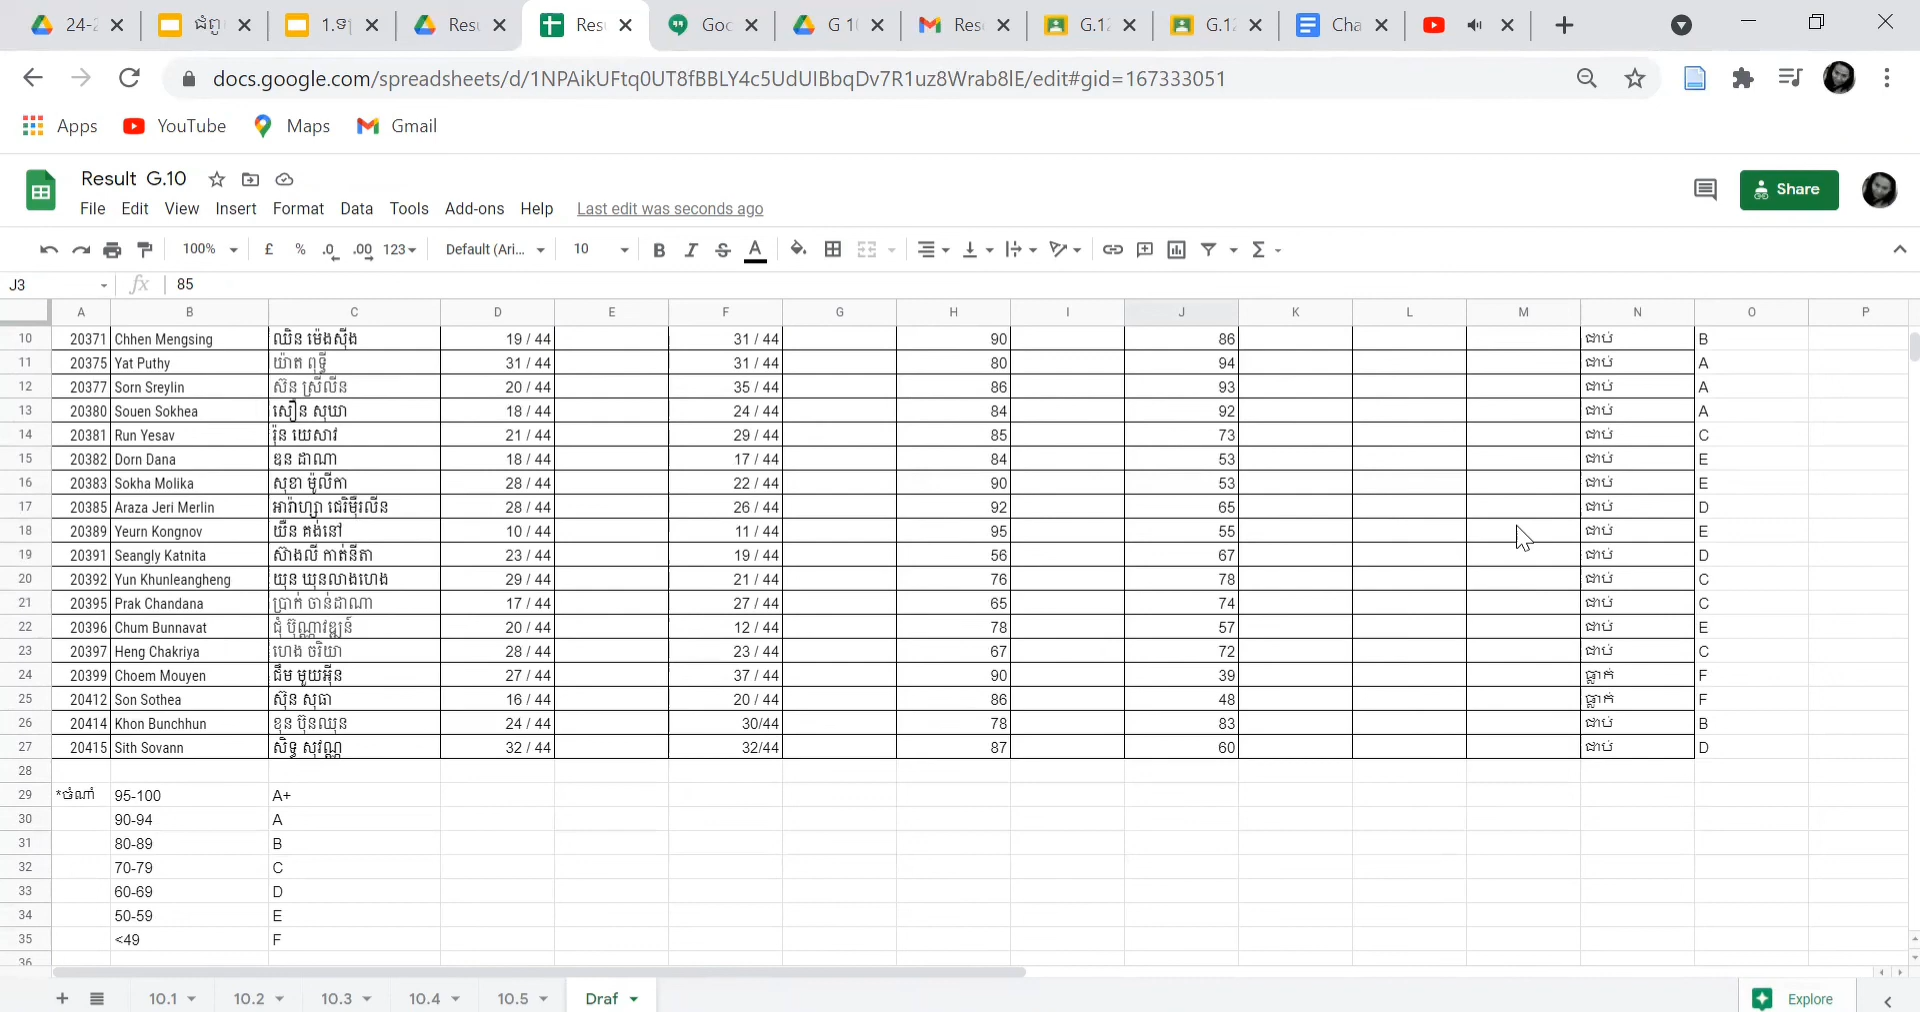 24-2
ជំពូ
1.ទ
Resu
Resu
Goo
G 10
Rese
G.12
G.12
Cha
docs.google.com/spreadsheets/d/1NPAikUFtq0UT8fBBLY4c5UdUIBbqDv7R1uz8Wrab8lE/edit#gid=167333051
Apps YouTube Maps Gmail
Result G.10
Share
File Edit View Insert Format Data Tools Add-ons Help Last edit was seconds ago
100% £ % .0 .00 123 Default (Ari... 10 B I S A Σ
J3 fx 85
A B C D E F G H I J K L M N O P
10 20371 Chhen Mengsing ឈិន ម៉េងស៊ីង 19 / 44 31 / 44 90 86 ជាប់ B
11 20375 Yat Puthy យ៉ាត ពុទ្ធី 31 / 44 31 / 44 80 94 ជាប់ A
12 20377 Sorn Sreylin ស៊ន ស្រីលីន 20 / 44 35 / 44 86 93 ជាប់ A
13 20380 Souen Sokhea សឿន សុឃា 18 / 44 24 / 44 84 92 ជាប់ A
14 20381 Run Yesav រ៉ុន យេសាវ 21 / 44 29 / 44 85 73 ជាប់ C
15 20382 Dorn Dana ឌន ដាណា 18 / 44 17 / 44 84 53 ជាប់ E
16 20383 Sokha Molika សុខា ម៉ូលីកា 28 / 44 22 / 44 90 53 ជាប់ E
17 20385 Araza Jeri Merlin អារ៉ាហ្សា ជេរិម៉ឺរលីន 28 / 44 26 / 44 92 65 ជាប់ D
18 20389 Yeurn Kongnov យឺន គង់នៅ 10 / 44 11 / 44 95 55 ជាប់ E
19 20391 Seangly Katnita ស៊ាងលី កាត់នីតា 23 / 44 19 / 44 56 67 ជាប់ D
20 20392 Yun Khunleangheng យុន ឃុនលាងហេង 29 / 44 21 / 44 76 78 ជាប់ C
21 20395 Prak Chandana ប្រាក់ ចាន់ដាណា 17 / 44 27 / 44 65 74 ជាប់ C
22 20396 Chum Bunnavat ជុំ ប៊ុណ្ណាវឌ្ឍន៍ 20 / 44 12 / 44 78 57 ជាប់ E
23 20397 Heng Chakriya ហេង ចរិយា 28 / 44 23 / 44 67 72 ជាប់ C
24 20399 Choem Mouyen ជឹម មួយអ៊ីន 27 / 44 37 / 44 90 39 ធ្លាក់ F
25 20412 Son Sothea ស៊ុន សុធា 16 / 44 20 / 44 86 48 ធ្លាក់ F
26 20414 Khon Bunchhun ខុន ប៊ុនឈុន 24 / 44 30/44 78 83 ជាប់ B
27 20415 Sith Sovann សិទ្ធ សុវណ្ណ 32 / 44 32/44 87 60 ជាប់ D
28
29 *ចំណាំ 95-100 A+
30 90-94 A
31 80-89 B
32 70-79 C
33 60-69 D
34 50-59 E
35 <49 F
36
10.1 10.2 10.3 10.4 10.5 Draf Explore